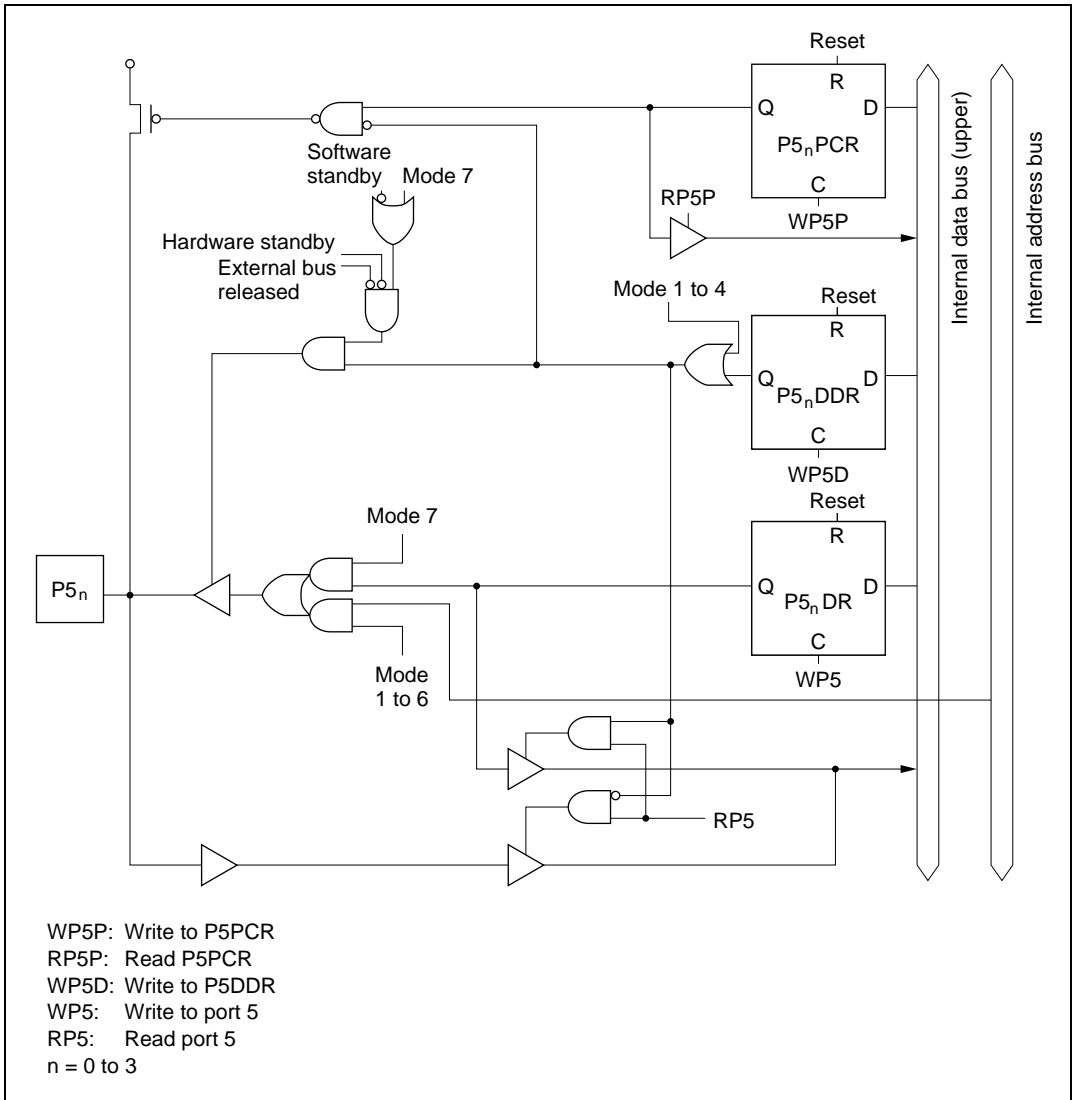 Reset
R
Q D
P5nPCR
C
WP5P
Software
standby
Mode 7
RP5P
Hardware standby
External bus
released
Mode 1 to 4
Reset
R
Q D
P5nDDR
C
WP5D
Internal data bus (upper)
Internal address bus
Reset
R
Mode 7
Q D
P5n DR
C
WP5
P5n
Mode
1 to 6
RP5
WP5P: Write to P5PCR
RP5P: Read P5PCR
WP5D: Write to P5DDR
WP5: Write to port 5
RP5: Read port 5
n = 0 to 3